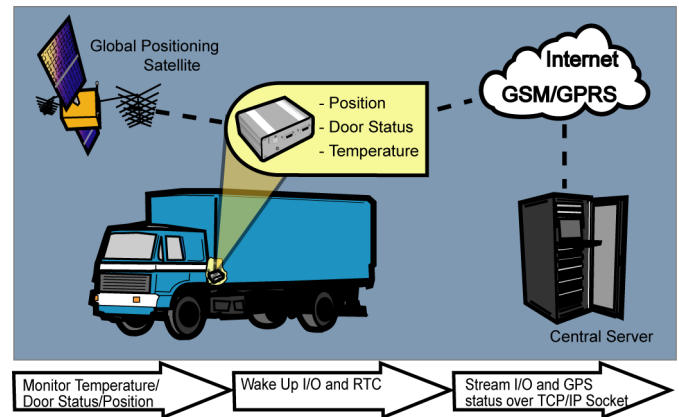 Global Positioning
Satellite
- Position
- Door Status
- Temperature
Internet
GSM/GPRS
Central Server
Monitor Temperature/
Door Status/Position
Wake Up I/O and RTC
Stream I/O and GPS
status over TCP/IP Socket